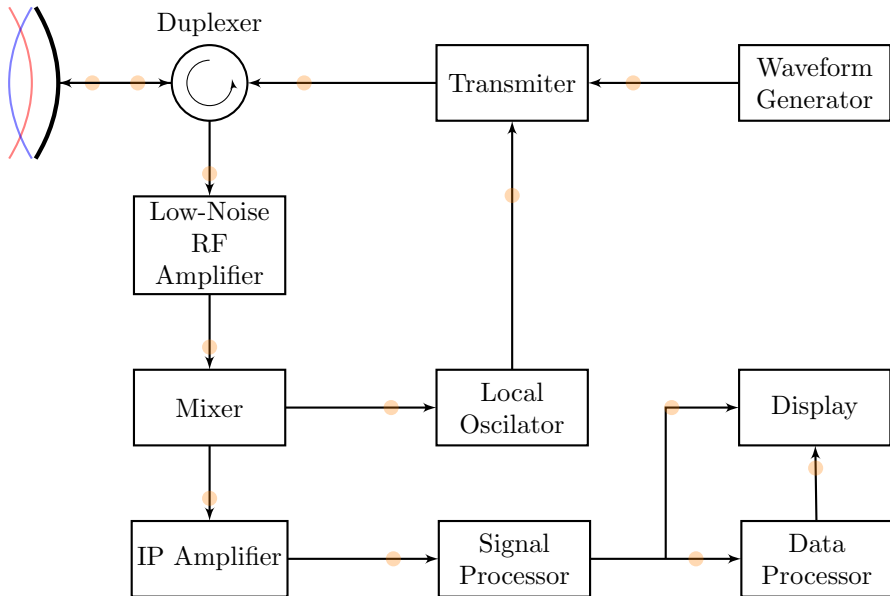 Duplexer
Transmiter
Waveform
Generator
Low-Noise
RF
Amplifier
Mixer
Local
Oscilator
Display
IP Amplifier
Signal
Processor
Data
Processor